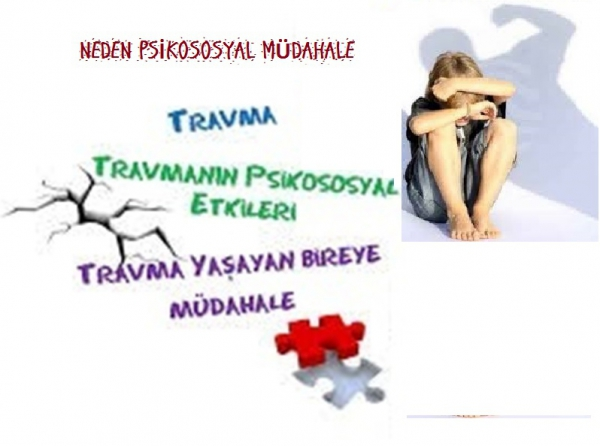 NEDEN PSİKOSOSYAL MÜDAHALE
TRAVMA
TRAVMANIN PSİKOSOSYAL
ETKİLERİ
TRAVMA YAŞAYAN BİREYE
MÜDAHALE